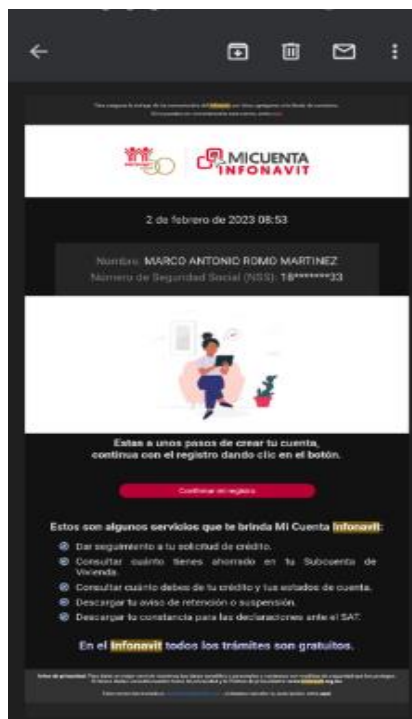 MICUENTA
INFONAVIT
2 de febrero de 2023 08:53
Nombre: MARCO ANTONIO ROMO MARTINEZ
Número de Seguridad Social (NSS): 18*******33
Estas a unos pasos de crear tu cuenta,
continua con el registro dando clic en el botón.
Continuar mi registro
Estos son algunos servicios que te brinda Mi Cuenta Infonavit:
Dar seguimiento a tu solicitud de crédito.
Consultar cuánto tienes ahorrado en tu Subcuenta de
Vivienda.
Consultar cuánto debes de tu crédito y tus estados de cuenta.
Descargar tu aviso de retención o suspensión.
Descargar tu constancia para las declaraciones ante el SAT.
En el Infonavit todos los trámites son gratuitos.